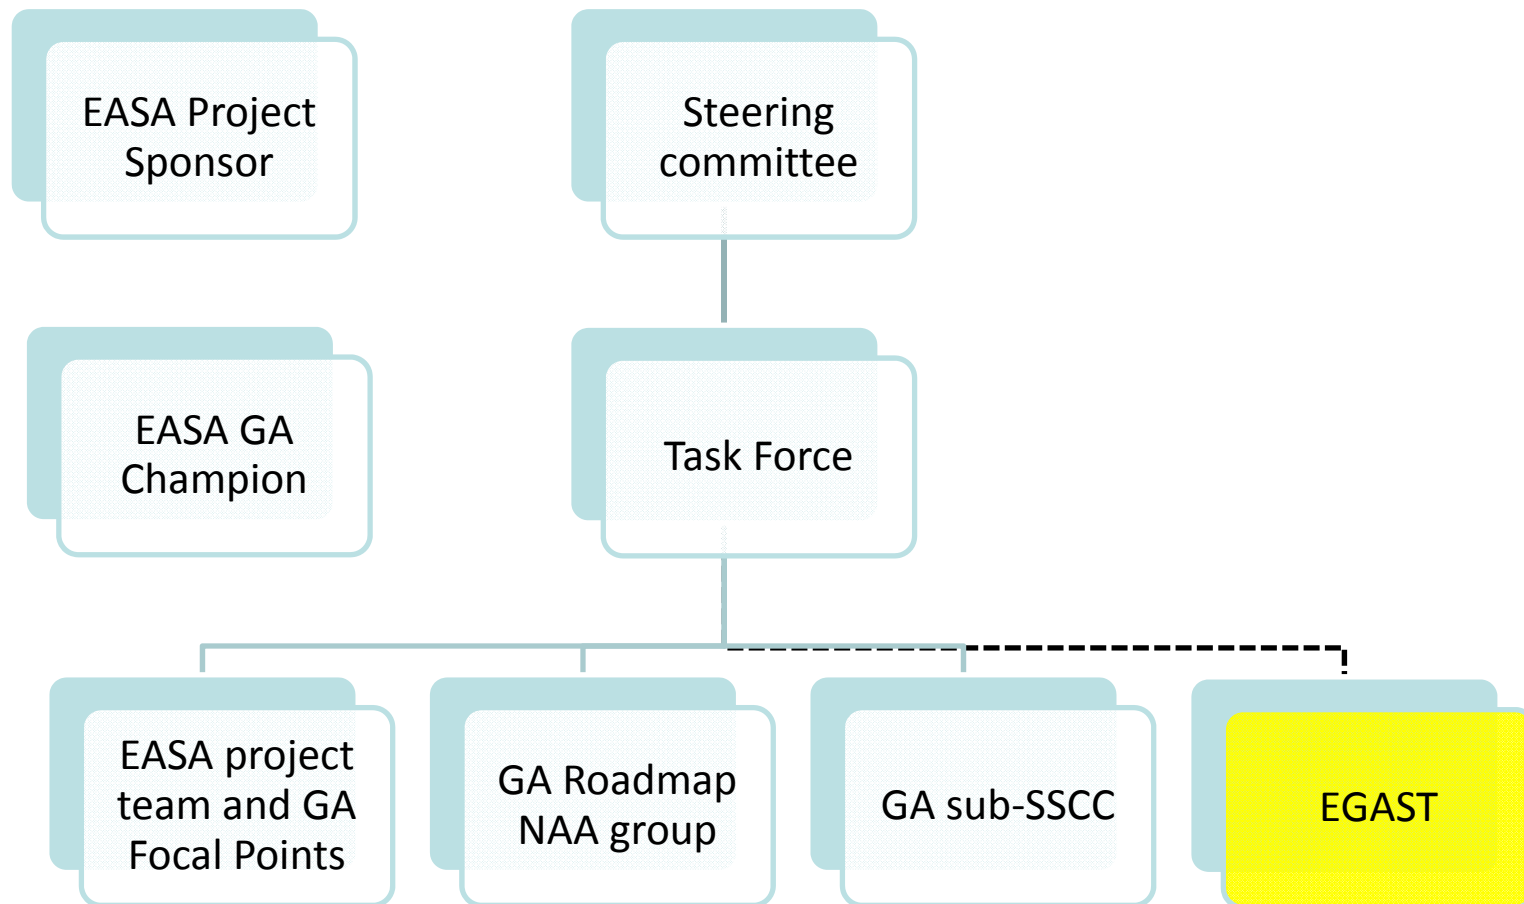 EASA Project
Sponsor
Steering
committee
EASA GA
Champion
Task Force
EASA project
team and GA
Focal Points
GA Roadmap
NAA group
GA sub-SSCC
EGAST